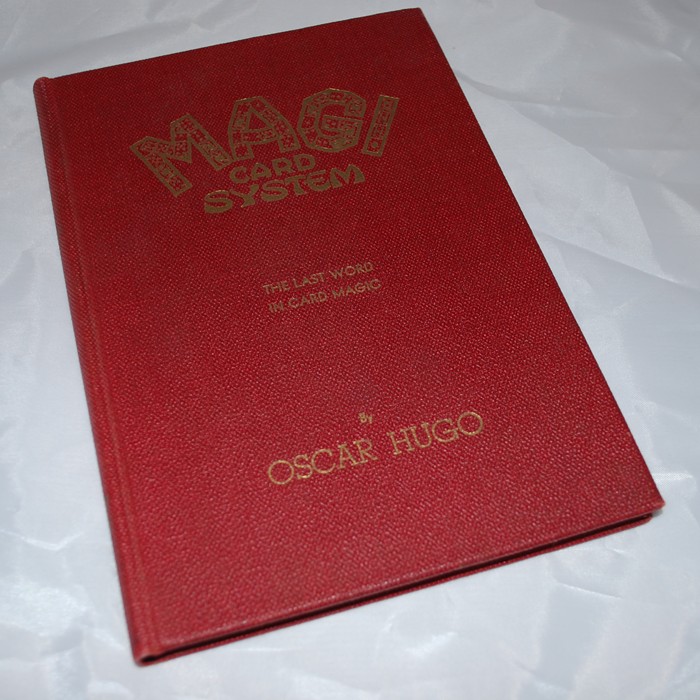 MAGI
CARD
SYSTEM
THE LAST WORD
IN CARD MAGIC
By
OSCAR HUGO